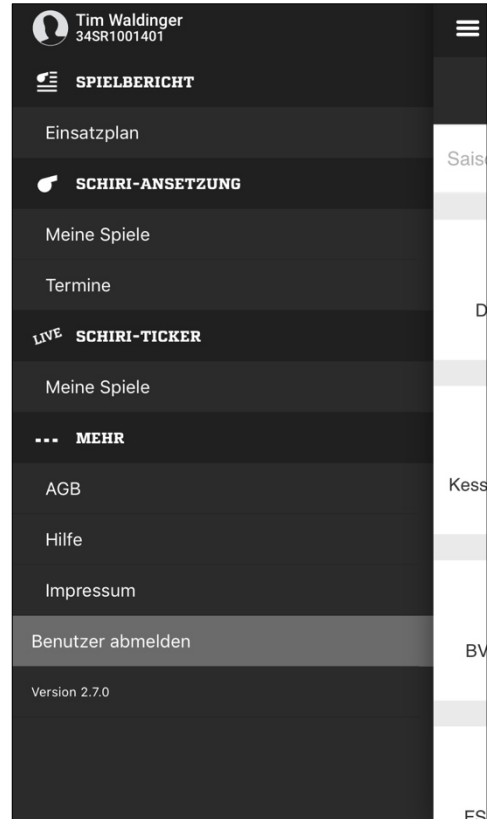 Tim Waldinger
34SR1001401
SPIELBERICHT
Einsatzplan
SCHIRI-ANSETZUNG
Meine Spiele
Termine
LIVE SCHIRI-TICKER
Meine Spiele
MEHR
AGB
Hilfe
Impressum
Benutzer abmelden
Version 2.7.0
Sais
D
Kess
BV
FS